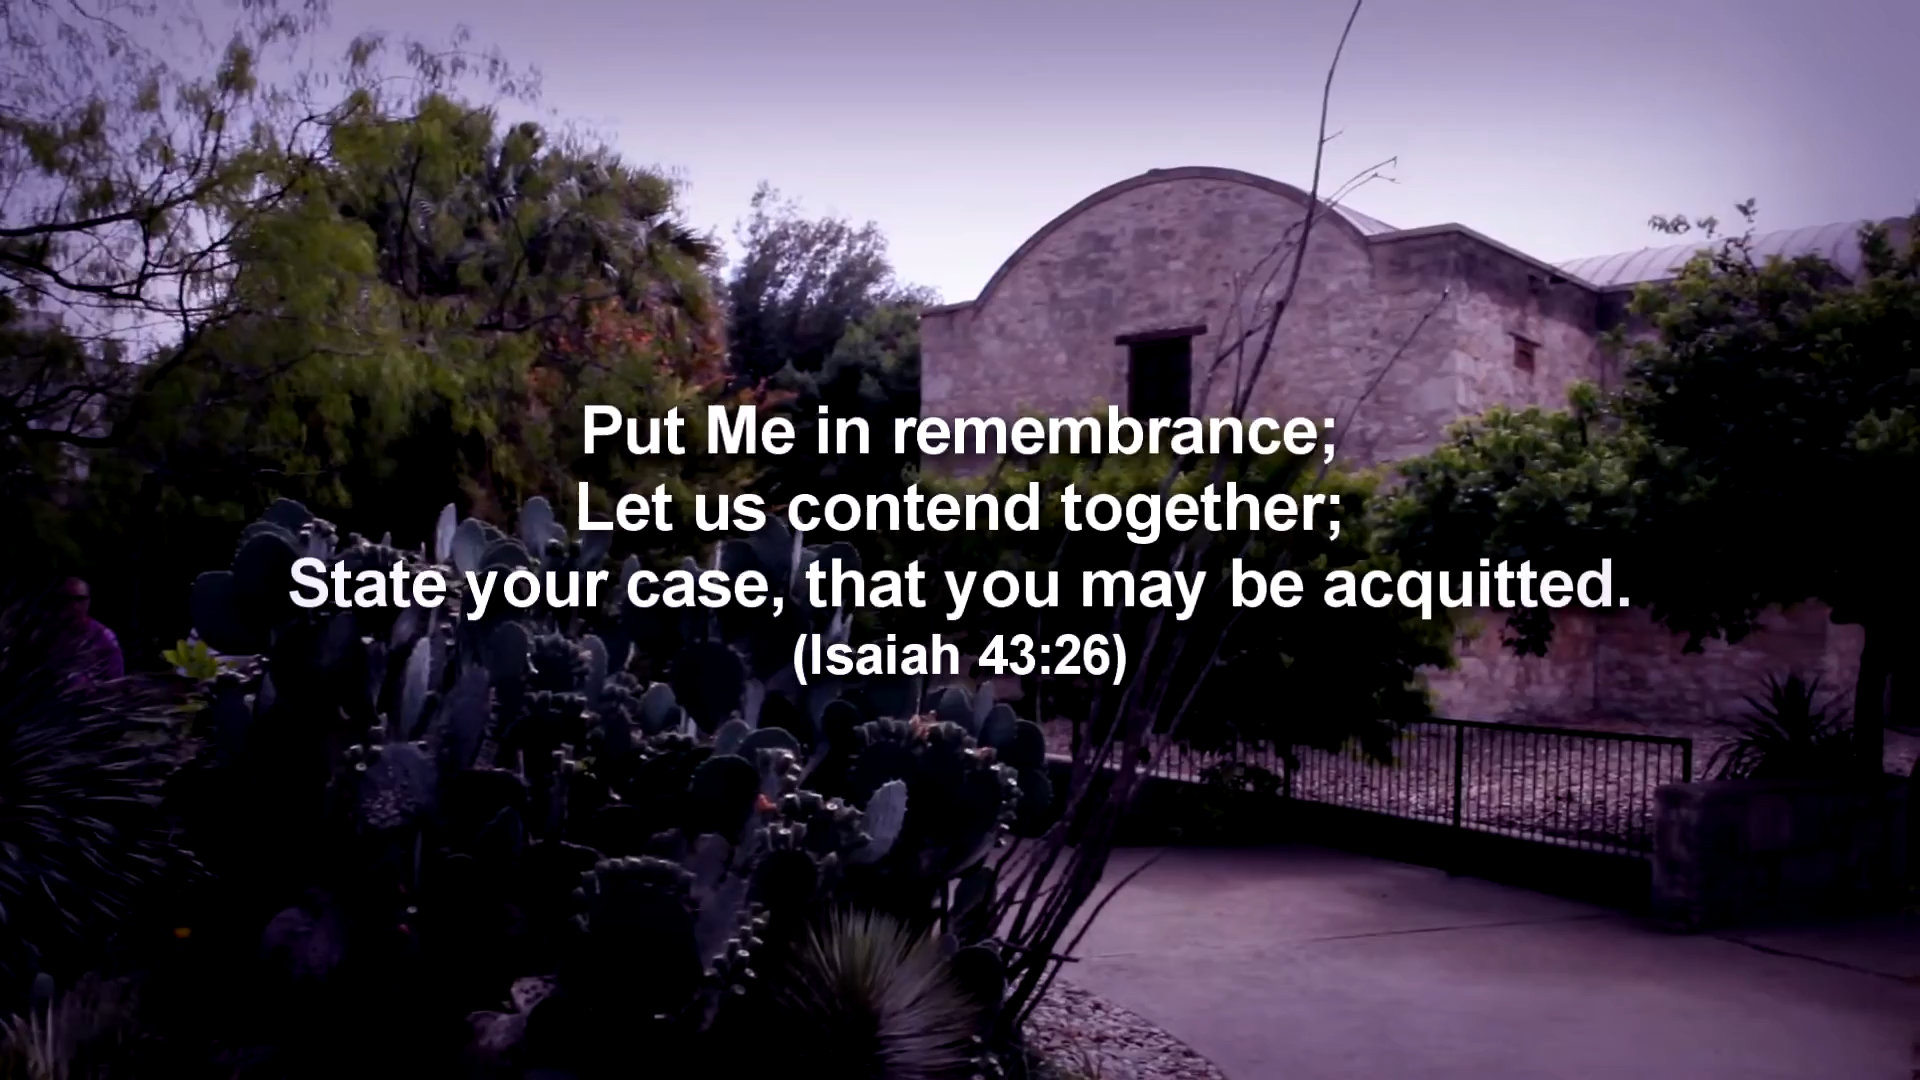 Put Me in remembrance;
Let us contend together;
State your case, that you may be acquitted.
(Isaiah 43:26)